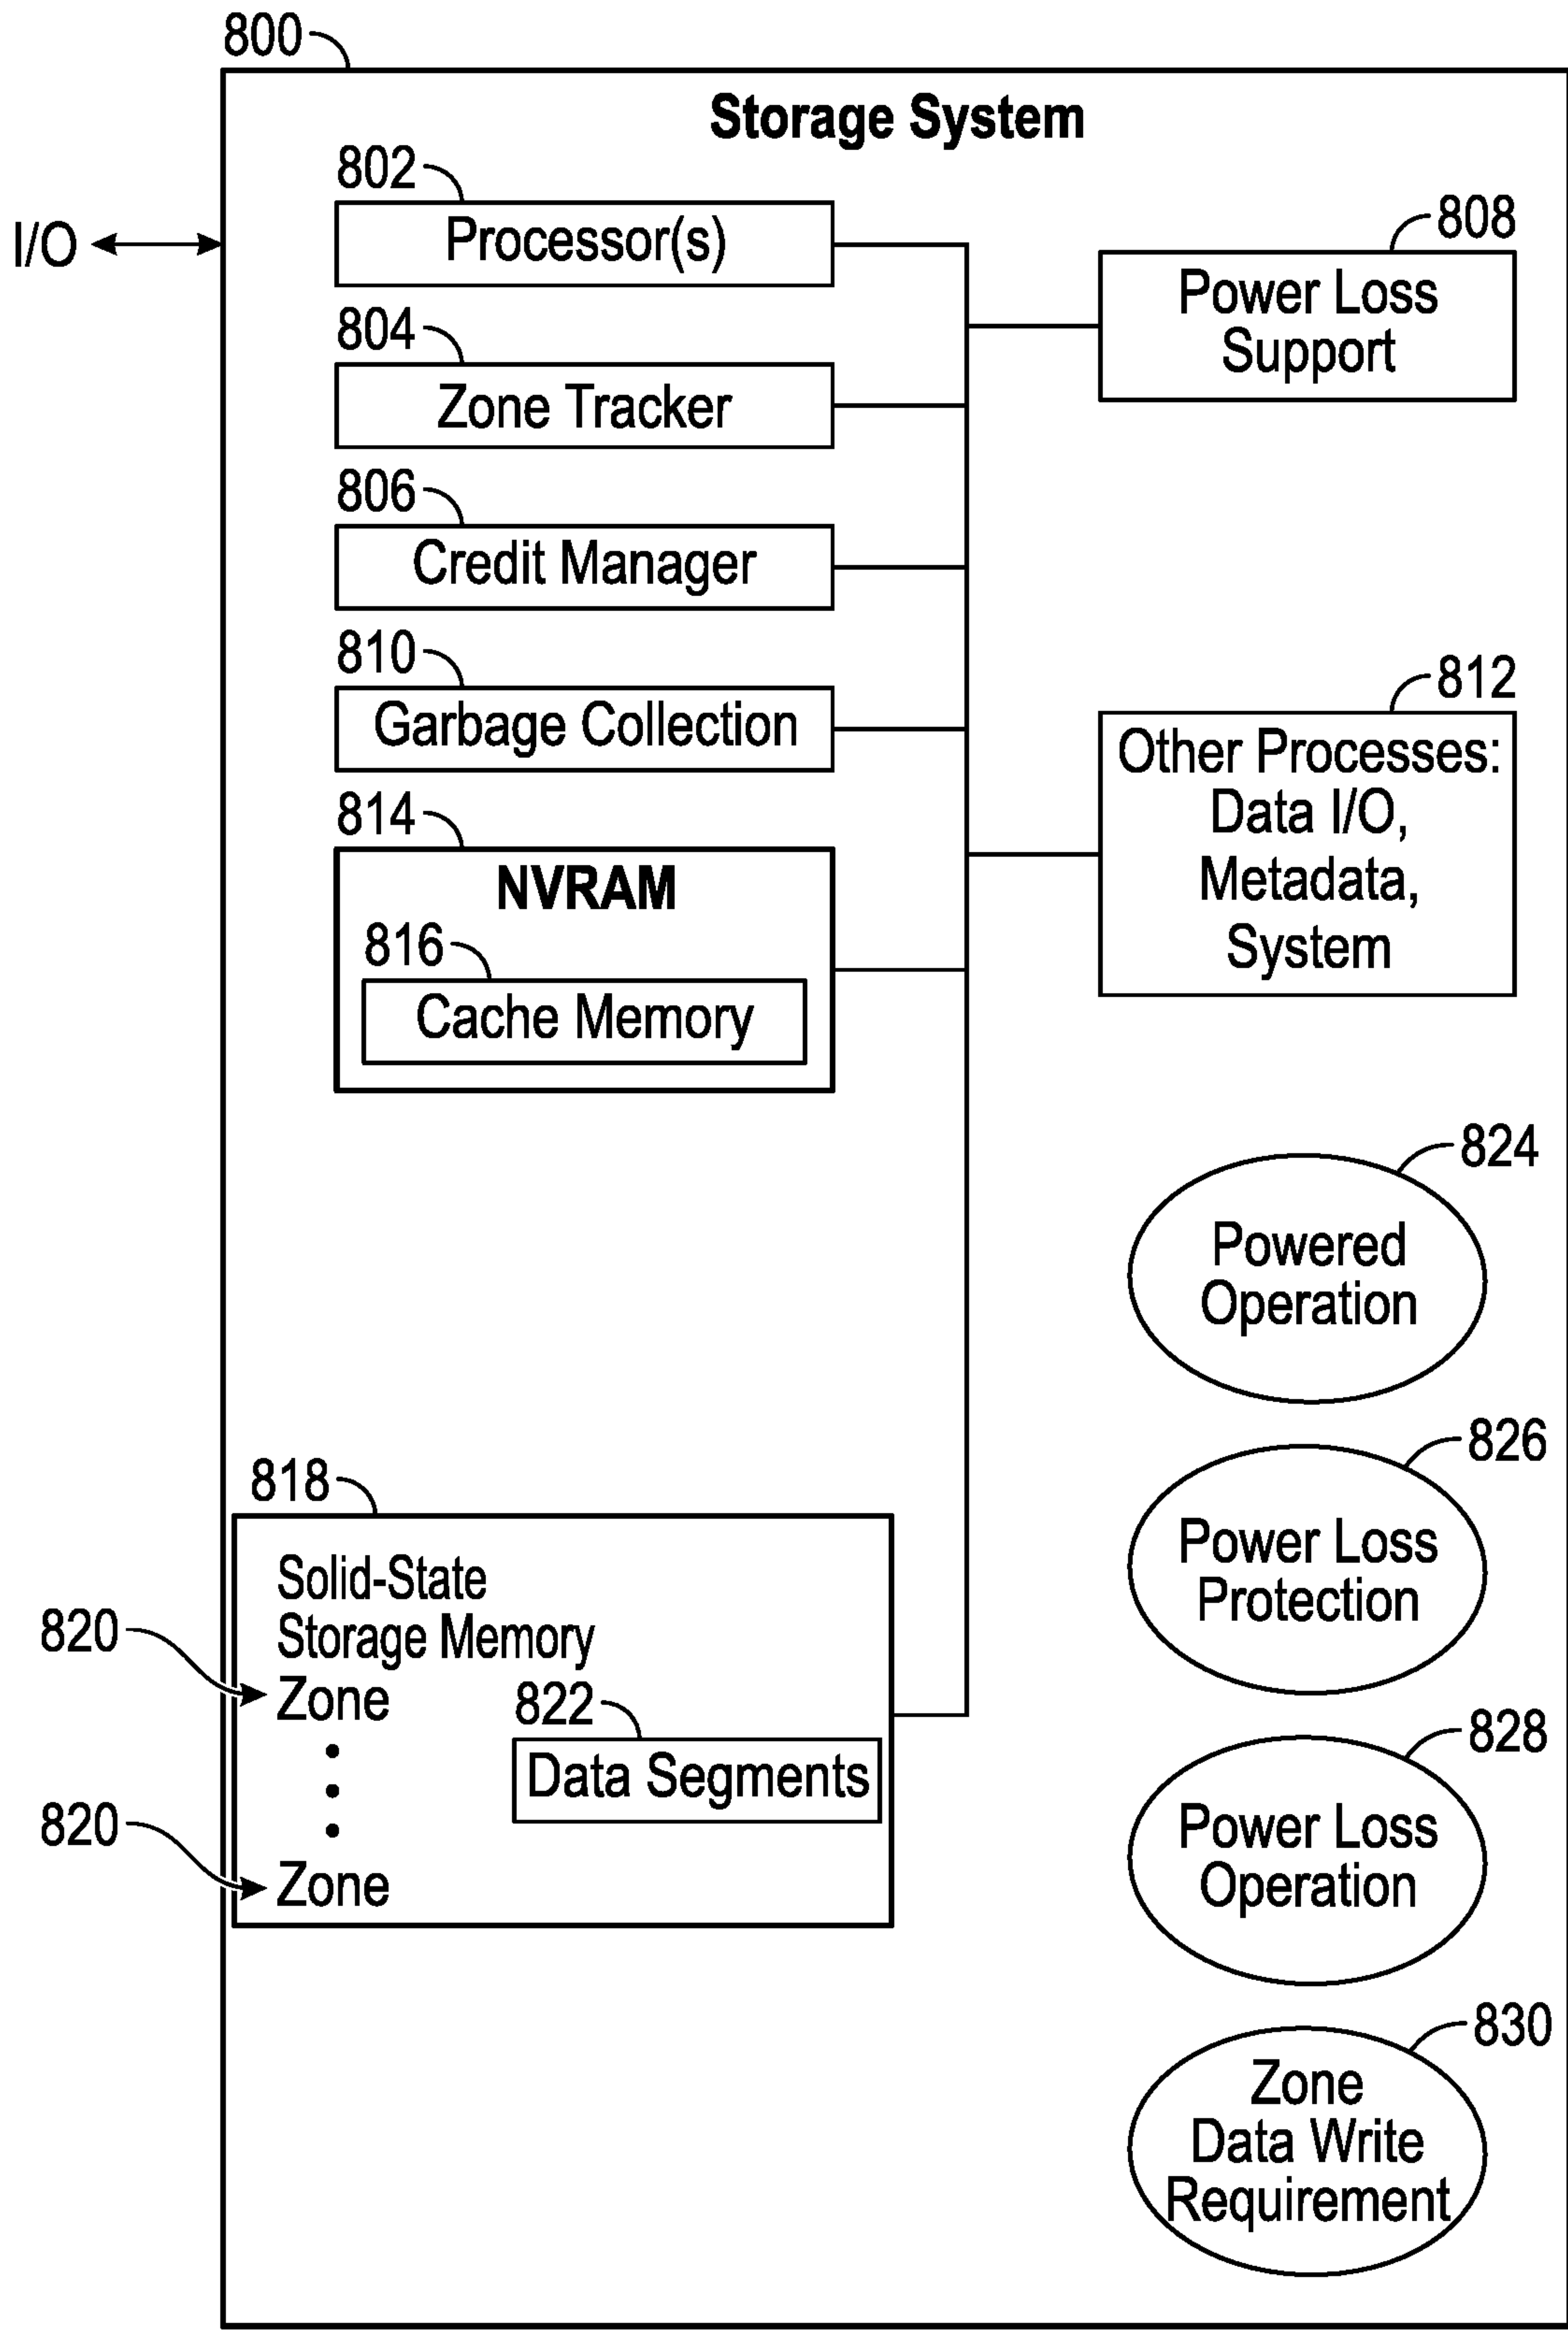 800
Storage System
I/O
802
Processor(s)
808
Power Loss
Support
804
Zone Tracker
806
Credit Manager
810
Garbage Collection
812
Other Processes:
Data I/O,
Metadata,
System
814
NVRAM
816
Cache Memory
824
Powered
Operation
826
Power Loss
Protection
818
Solid-State
Storage Memory
820
Zone
822
Data Segments
820
Zone
828
Power Loss
Operation
830
Zone
Data Write
Requirement